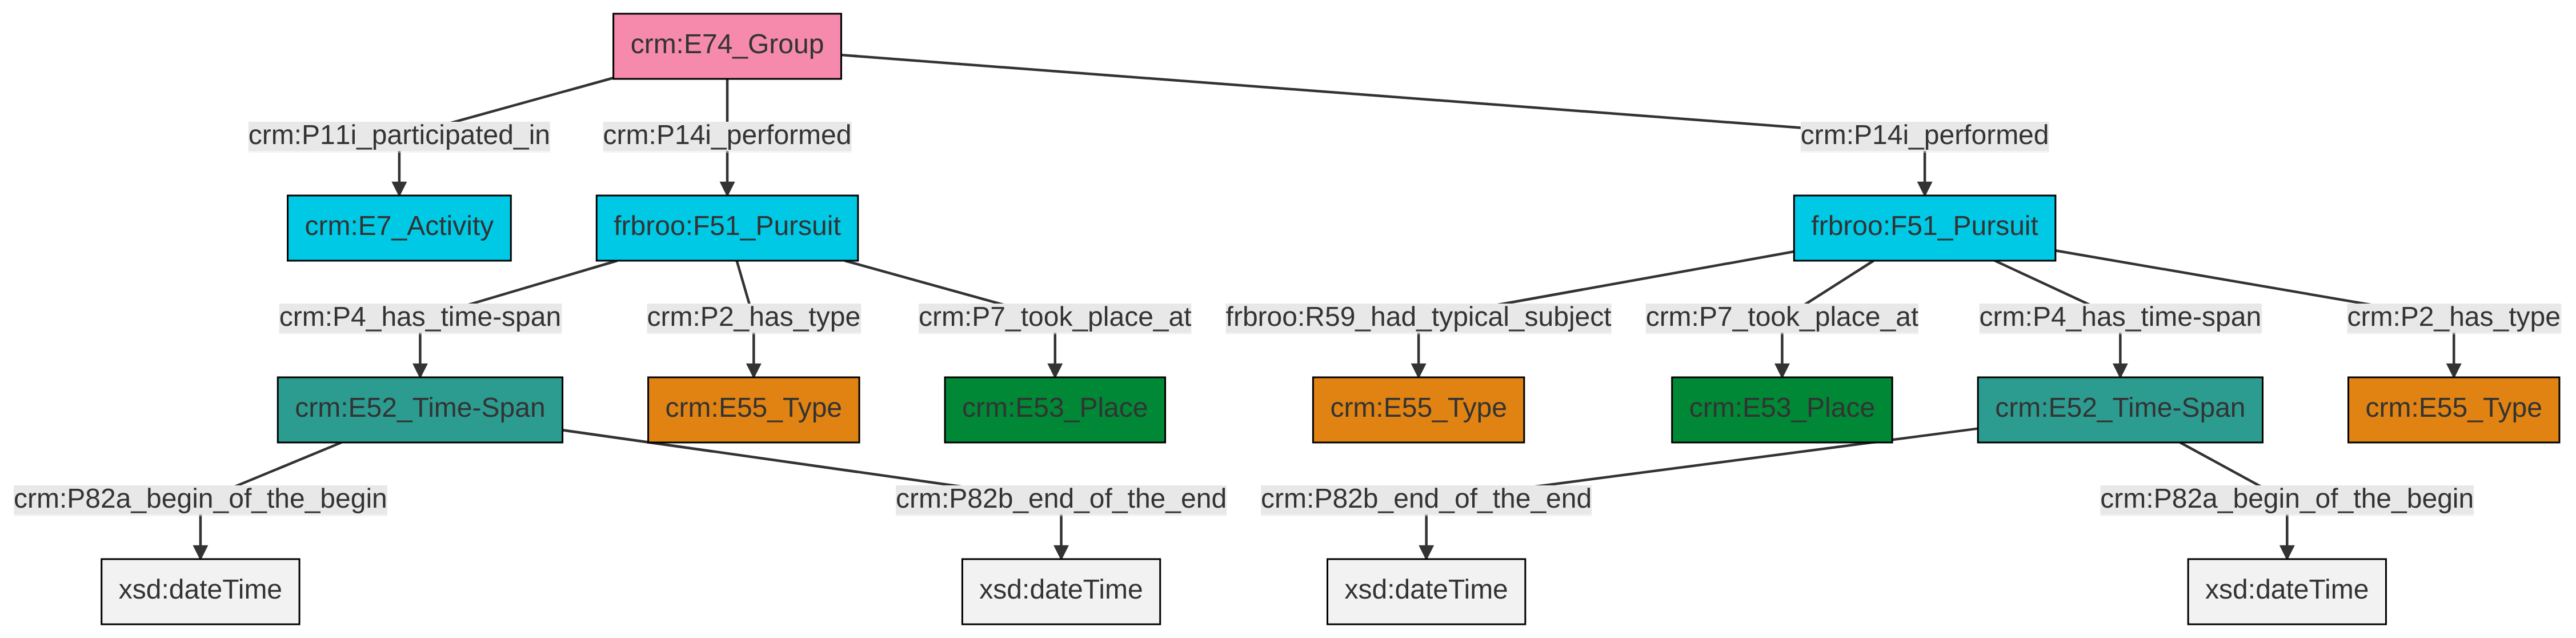 crm:E74_Group
crm:P11i_participated_in
crm:P14i_performed
crm:P14i_performed
crm:E7_Activity
frbroo:F51_Pursuit
frbroo:F51_Pursuit
crm:P4_has_time-span
crm:P2_has_type
crm:P7_took_place_at
frbroo:R59_had_typical_subject
crm:P7_took_place_at
crm:P4_has_time-span
crm:P2_has_type
crm:E52_Time-Span
crm:E55_Type
crm:E53_Place
crm:E55_Type
crm:E53_Place
crm:E52_Time-Span
crm:E55_Type
crm:P82a_begin_of_the_begin
crm:P82b_end_of_the_end
crm:P82b_end_of_the_end
crm:P82a_begin_of_the_begin
xsd:dateTime
xsd:dateTime
xsd:dateTime
xsd:dateTime